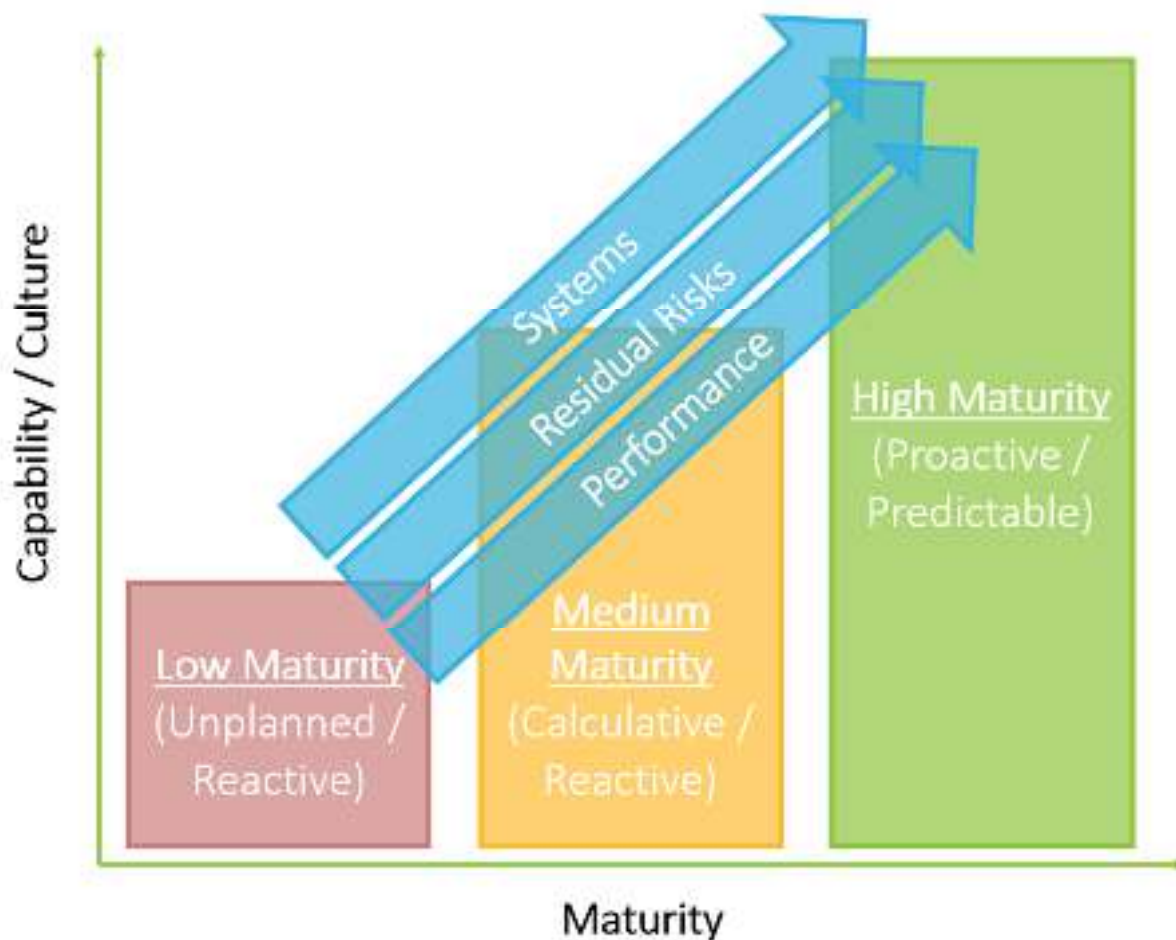 Capability / Culture
Systems
Residual Risks
Performance
Low Maturity
(Unplanned /
Reactive)
Medium
Maturity
(Calculative /
Reactive)
High Maturity
(Proactive /
Predictable)
Maturity